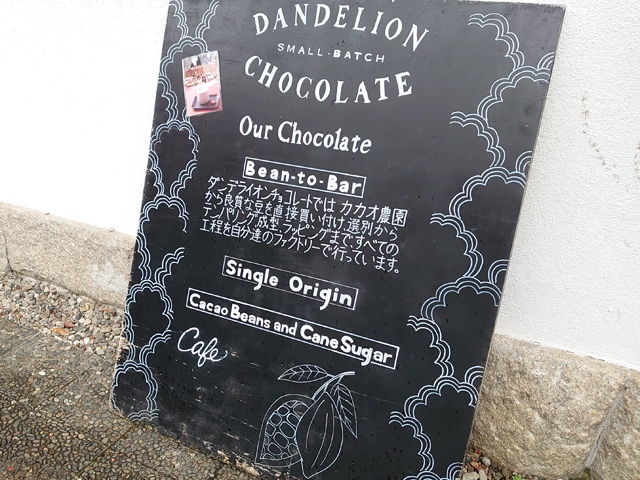 DANDELION
SMALL-BATCH
CHOCOLATE
Our Chocolate
Bean-to-Bar
ダンデライオンチョコレートでは カカオ農園
から良質な豆を直接買い付け、選別から
テンパリング、成型、ラッピングまで、すべての
工程を自分達のファクトリーで行っています。
Single Origin
Cacao Beans and Cane Sugar
Cafe